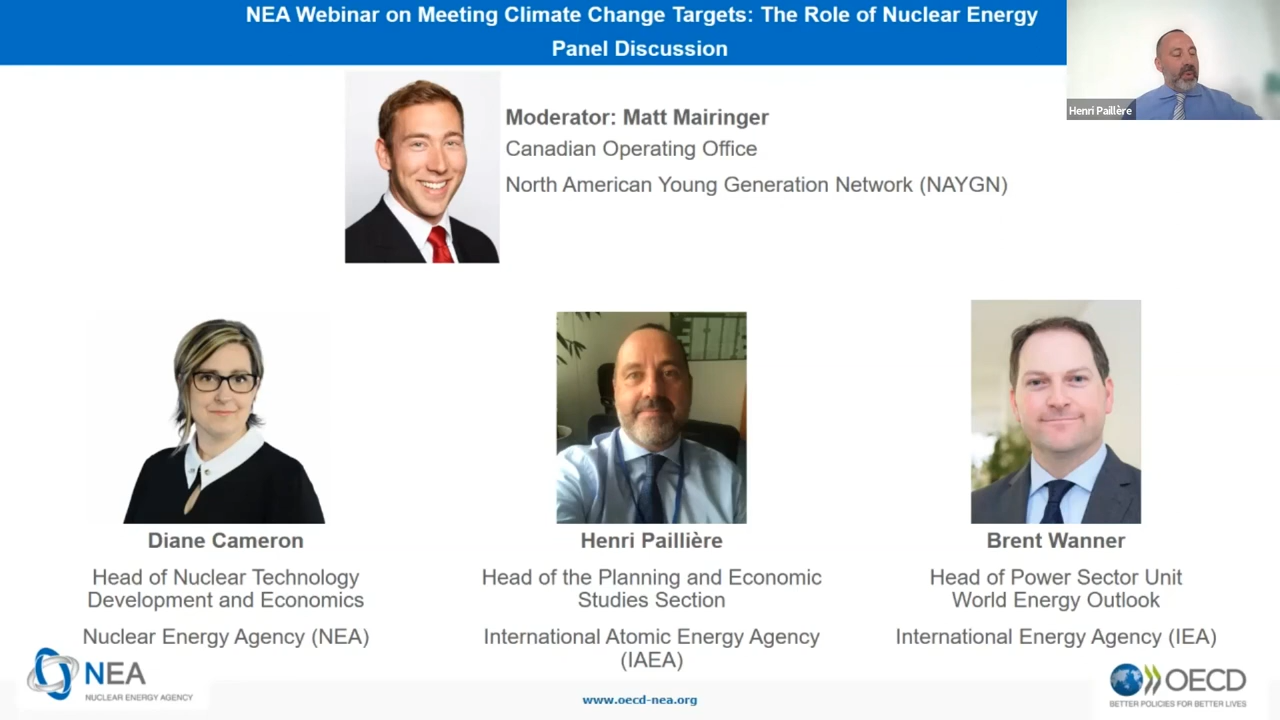 NEA Webinar on Meeting Climate Change Targets: The Role of Nuclear Energy
Panel Discussion
Henri Paillère
Moderator: Matt Mairinger
Canadian Operating Office
North American Young Generation Network (NAYGN)
Diane Cameron
Head of Nuclear Technology
Development and Economics
Nuclear Energy Agency (NEA)
Henri Paillière
Head of the Planning and Economic
Studies Section
International Atomic Energy Agency
(IAEA)
Brent Wanner
Head of Power Sector Unit
World Energy Outlook
International Energy Agency (IEA)
NEA
NUCLEAR ENERGY AGENCY
www.oecd-nea.org
OECD
BETTER POLICIES FOR BETTER LIVES